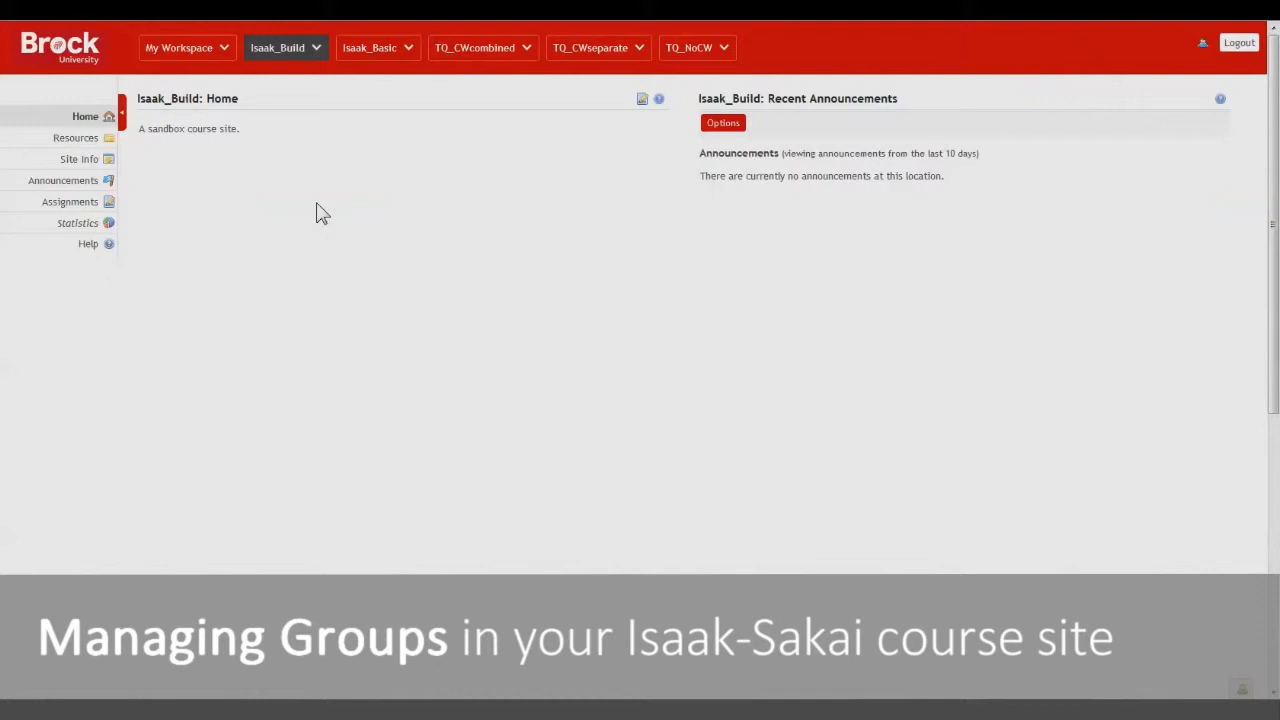 Brock
University
My Workspace
Isaak_Build
Isaak_Basic
TQ_CWcombined
TQ_CWseparate
TQ_NoCW
Logout
Home
Resources
Site Info
Announcements
Assignments
Statistics
Help
Isaak_Build: Home
A sandbox course site.
Isaak_Build: Recent Announcements
Options
Announcements (viewing announcements from the last 10 days)
There are currently no announcements at this location.
Managing Groups in your Isaak-Sakai course site